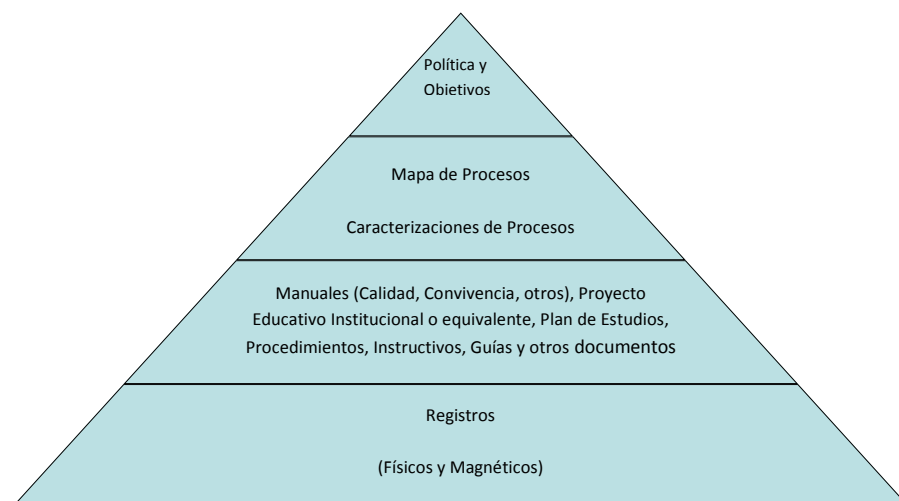 Política y
Objetivos
Mapa de Procesos
Caracterizaciones de Procesos
Manuales (Calidad, Convivencia, otros), Proyecto
Educativo Institucional o equivalente, Plan de Estudios,
Procedimientos, Instructivos, Guías y otros documentos
Registros
(Físicos y Magnéticos)